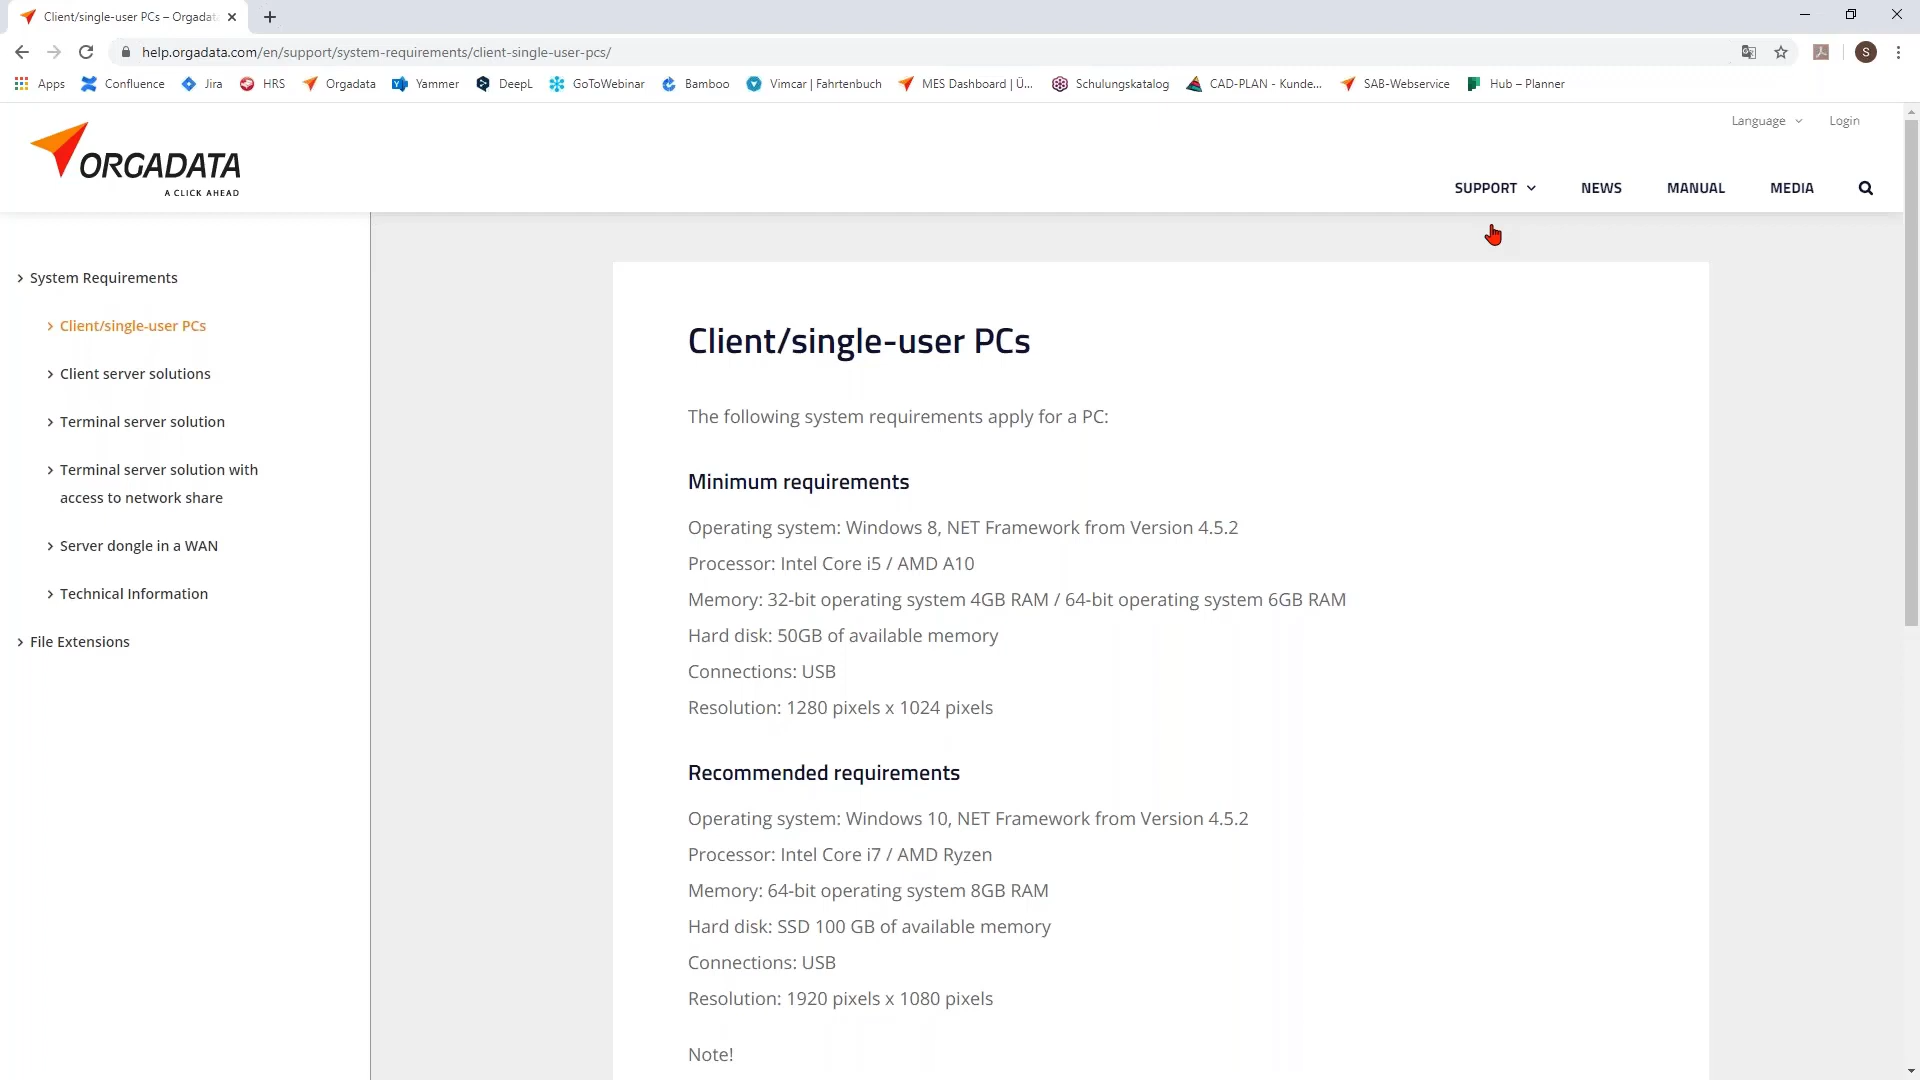 Client/single-user PCs – Orgadat
help.orgadata.com/en/support/system-requirements/client-single-user-pcs/
S
Apps Confluence Jira HRS Orgadata Yammer DeepL GoToWebinar Bamboo Vimcar | Fahrtenbuch MES Dashboard | Ü... Schulungskatalog CAD-PLAN - Kunde... SAB-Webservice Hub – Planner
Language Login
ORGADATA
A CLICK AHEAD
SUPPORT NEWS MANUAL MEDIA
System Requirements
Client/single-user PCs
Client server solutions
Terminal server solution
Terminal server solution with
access to network share
Server dongle in a WAN
Technical Information
File Extensions
Client/single-user PCs
The following system requirements apply for a PC:
Minimum requirements
Operating system: Windows 8, NET Framework from Version 4.5.2
Processor: Intel Core i5 / AMD A10
Memory: 32-bit operating system 4GB RAM / 64-bit operating system 6GB RAM
Hard disk: 50GB of available memory
Connections: USB
Resolution: 1280 pixels x 1024 pixels
Recommended requirements
Operating system: Windows 10, NET Framework from Version 4.5.2
Processor: Intel Core i7 / AMD Ryzen
Memory: 64-bit operating system 8GB RAM
Hard disk: SSD 100 GB of available memory
Connections: USB
Resolution: 1920 pixels x 1080 pixels
Note!